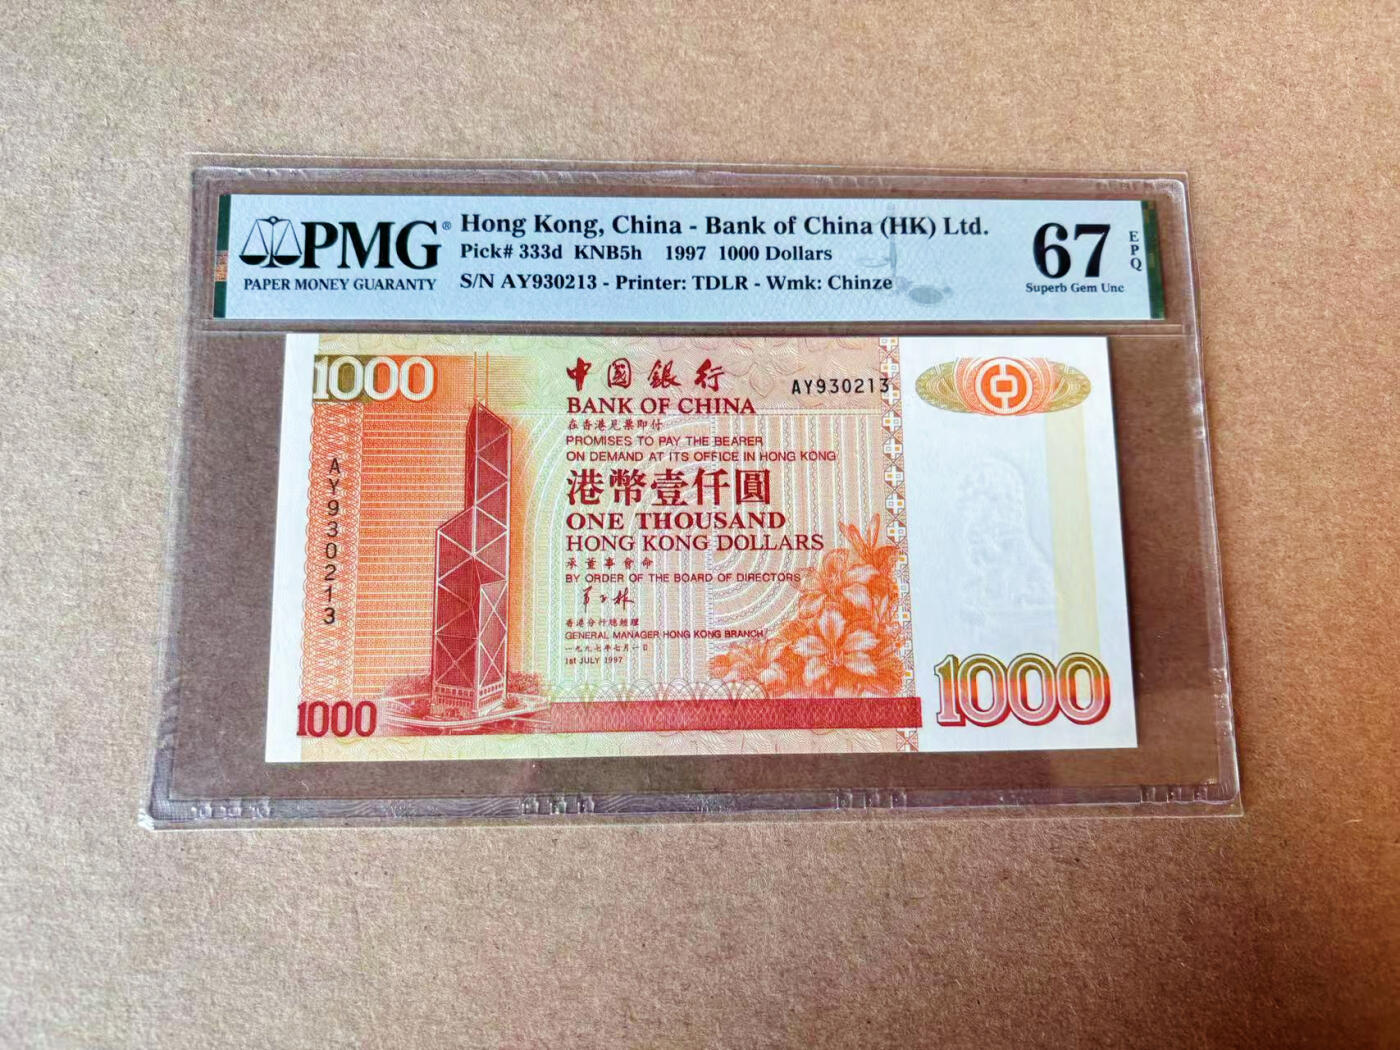 PMG®
PAPER MONEY GUARANTY
Hong Kong, China - Bank of China (HK) Ltd.
Pick# 333d KNB5h 1997 1000 Dollars
S/N AY930213 - Printer: TDLR - Wmk: Chinze
67
EPQ
Superb Gem Unc
1000
中國銀行
AY930213
BANK OF CHINA
在香港見票即付
PROMISES TO PAY THE BEARER
ON DEMAND AT ITS OFFICE IN HONG KONG
港幣壹仟圓
ONE THOUSAND
HONG KONG DOLLARS
承董事會命
BY ORDER OF THE BOARD OF DIRECTORS
香港分行總經理
GENERAL MANAGER HONG KONG BRANCH
一九九七年七月一日
1st JULY 1997
AY930213
1000
1000